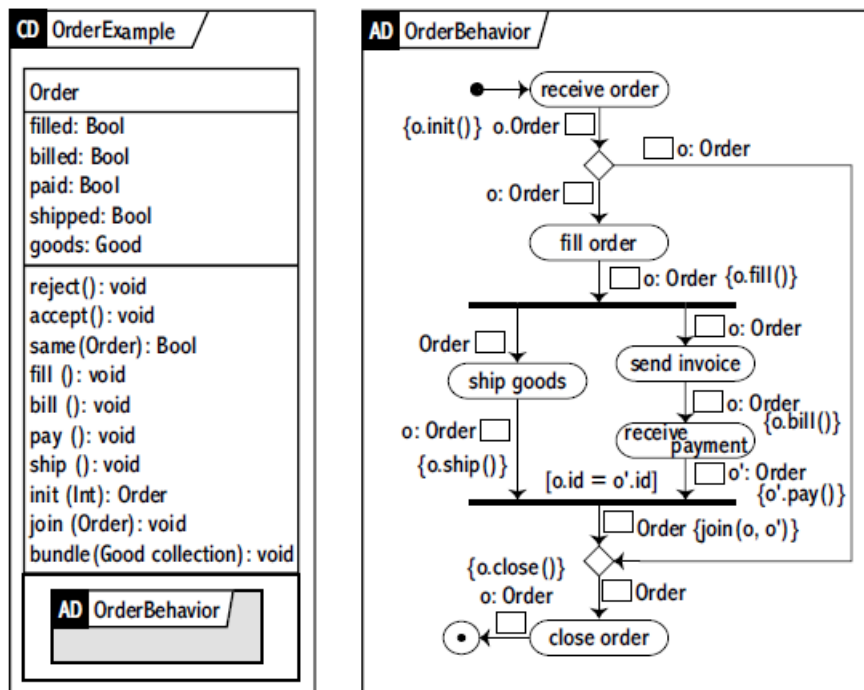 CD OrderExample
Order
filled: Bool
billed: Bool
paid: Bool
shipped: Bool
goods: Good
reject(): void
accept(): void
same(Order): Bool
fill (): void
bill (): void
pay (): void
ship (): void
init (Int): Order
join (Order): void
bundle(Good collection): void
AD OrderBehavior
AD OrderBehavior
receive order
{o.init()} o.Order
o: Order
o: Order
fill order
o: Order {o.fill()}
Order
o: Order
ship goods
send invoice
o: Order
{o.bill()}
receive payment
o: Order
{o.ship()}
o': Order
{o'.pay()}
[o.id = o'.id]
Order {join(o, o')}
{o.close()}
o: Order
Order
close order